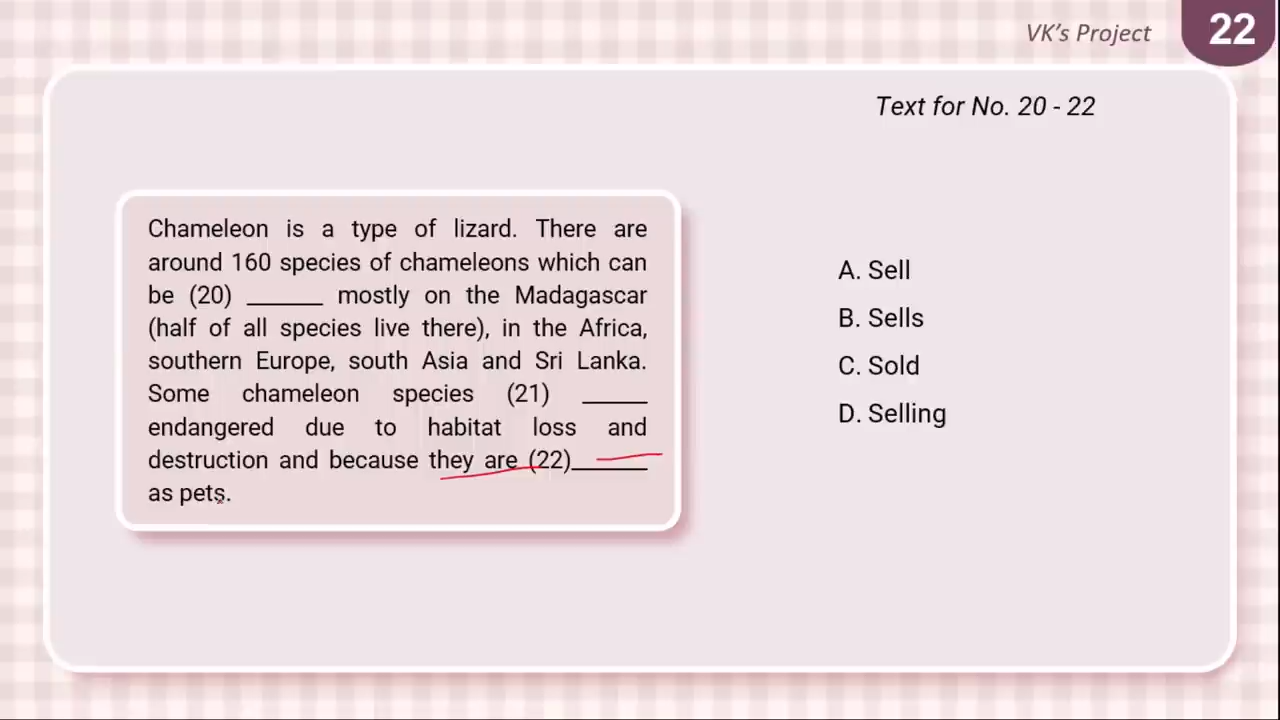 VK's Project
22
Text for No. 20 - 22
Chameleon is a type of lizard. There are
around 160 species of chameleons which can
be (20) ______ mostly on the Madagascar
(half of all species live there), in the Africa,
southern Europe, south Asia and Sri Lanka.
Some chameleon species (21) _____
endangered due to habitat loss and
destruction and because they are (22)______
as pets.
A. Sell
B. Sells
C. Sold
D. Selling